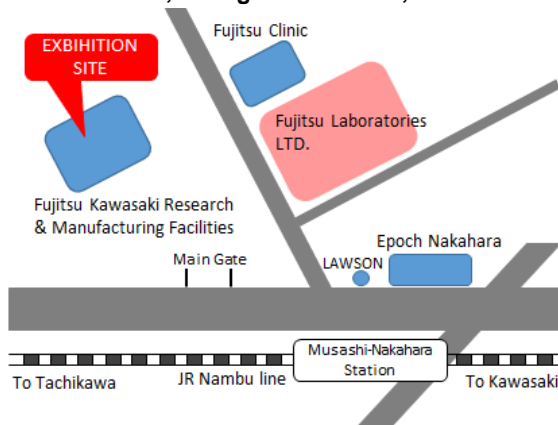 Fujitsu Clinic
EXBIHITION
SITE
Fujitsu Laboratories
LTD.
Fujitsu Kawasaki Research
& Manufacturing Facilities
Epoch Nakahara
Main Gate
LAWSON
Musashi-Nakahara
Station
To Tachikawa
JR Nambu line
To Kawasaki